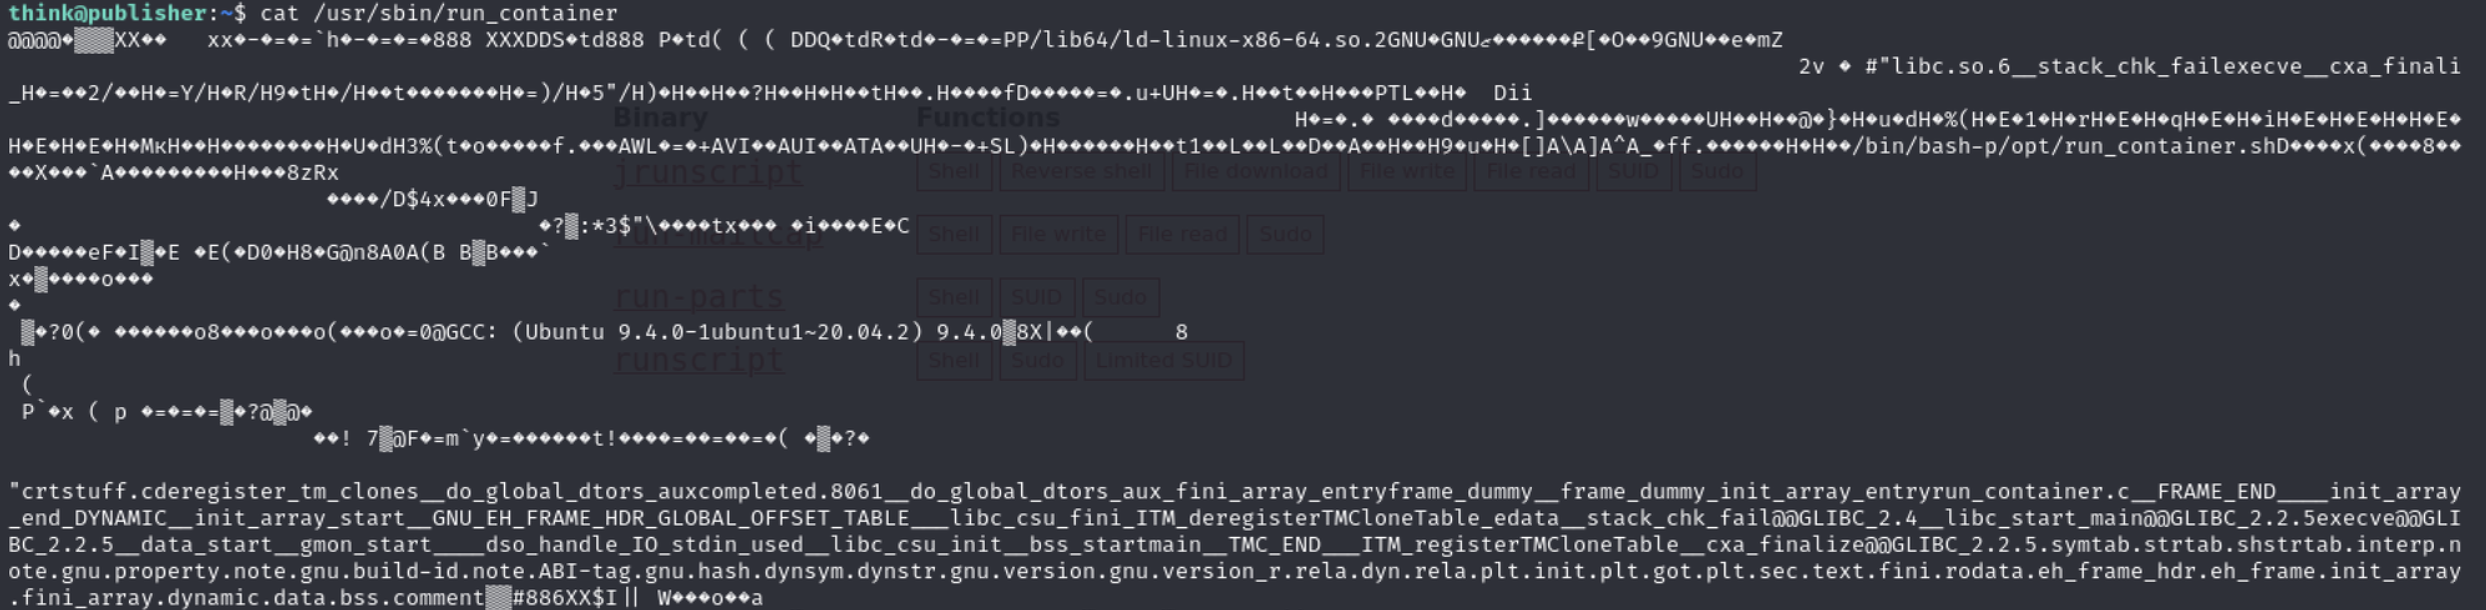 think@publisher:~$ cat /usr/sbin/run_container
@@@@�▒▒▒XX��   xx�-�=�=`h�-�=�=�888 XXXDDS�td888 P�td( ( ( DDQ�tdR�td�-�=�=PP/lib64/ld-linux-x86-64.so.2GNU�GNU
GNU��e�mZ
2v � #"libc.so.6__stack_chk_failexecve__cxa_finali
_H�=��2/��H�=Y/H�R/H9�tH�/H��t�������H�=)/H�5"/H)�H��H��?H��H�H��tH��.H����fD�����=�.u+UH�=�.H��t��H���PTL��H�  Dii
Binary Functions
H�=�.� ����d�����.]������w�����UH��H��@�}�H�u�dH�%(H�E�1�H�rH�E�H�qH�E�H�iH�E�H�E�H�H�E�
H�E�H�E�H�MкH��H��������H�U�dH3%(t�o�����f.���AWL�=�+AVI��AUI��ATA��UH�-�+SL)�H������H��t1��L��L��D��A��H��H9�u�H�[]A\A]A^A_�ff.������H�H��/bin/bash-p/opt/run_container.shD����x(����8��
��X���`A��������H���8zRx
jrunscript Shell Reverse shell File download File write File read SUID Sudo
����/D$4x���0F▒J
�                                        �?▒:*3$"\����tx��� �i����E�C
run-mailcap Shell File write File read Sudo
D�����eF�I▒�E �E(�D0�H8�G@n8A0A(B B▒B���`
x�▒����o���
run-parts Shell SUID Sudo
�
▒�?0(� ������o8���o���o(���o�=0@GCC: (Ubuntu 9.4.0-1ubuntu1~20.04.2) 9.4.0▒8X|��(      8
h
runscript Shell Sudo Limited SUID
(
P`�x ( p �=�=�=▒�?@▒@�
��! 7▒@F�=m`y�=������t!����=��=��=�( �▒�?�
"crtstuff.cderegister_tm_clones__do_global_dtors_auxcompleted.8061__do_global_dtors_aux_fini_array_entryframe_dummy__frame_dummy_init_array_entryrun_container.c__FRAME_END____init_array
_end_DYNAMIC__init_array_start__GNU_EH_FRAME_HDR_GLOBAL_OFFSET_TABLE___libc_csu_fini_ITM_deregisterTMCloneTable_edata__stack_chk_fail@@GLIBC_2.4__libc_start_main@@GLIBC_2.2.5execve@@GLI
BC_2.2.5__data_start__gmon_start____dso_handle_IO_stdin_used__libc_csu_init__bss_startmain__TMC_END___ITM_registerTMCloneTable__cxa_finalize@@GLIBC_2.2.5.symtab.strtab.shstrtab.interp.n
ote.gnu.property.note.gnu.build-id.note.ABI-tag.gnu.hash.dynsym.dynstr.gnu.version.gnu.version_r.rela.dyn.rela.plt.init.plt.got.plt.sec.text.fini.rodata.eh_frame_hdr.eh_frame.init_array
.fini_array.dynamic.data.bss.comment▒▒#886XX$I|| W���o��a